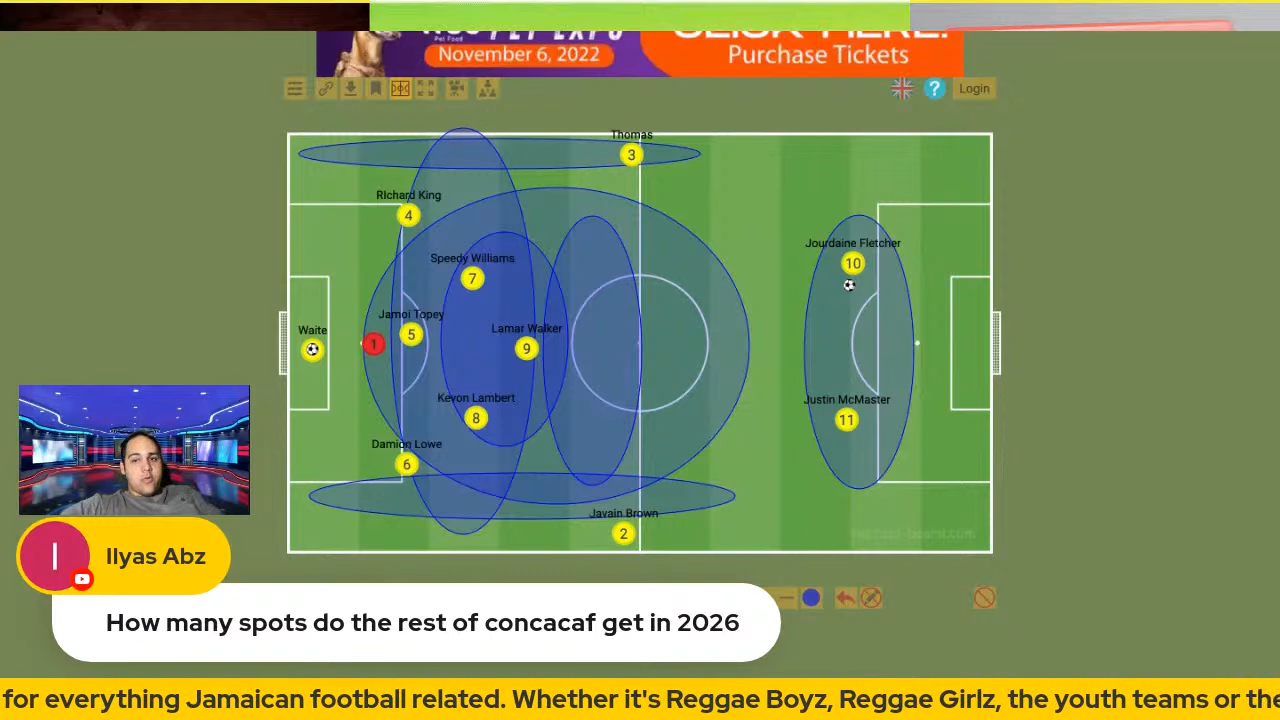 Pet Food
November 6, 2022
Purchase Tickets
?
Login
Thomas
3
RIchard King
4
Jourdaine Fletcher
10
Speedy Williams
7
Jamoi Topey
5
Lamar Walker
9
Waite
1
Kevon Lambert
8
Justin McMaster
11
Damion Lowe
6
Javain Brown
2
I
Ilyas Abz
How many spots do the rest of concacaf get in 2026
for everything Jamaican football related. Whether it's Reggae Boyz, Reggae Girlz, the youth teams or the